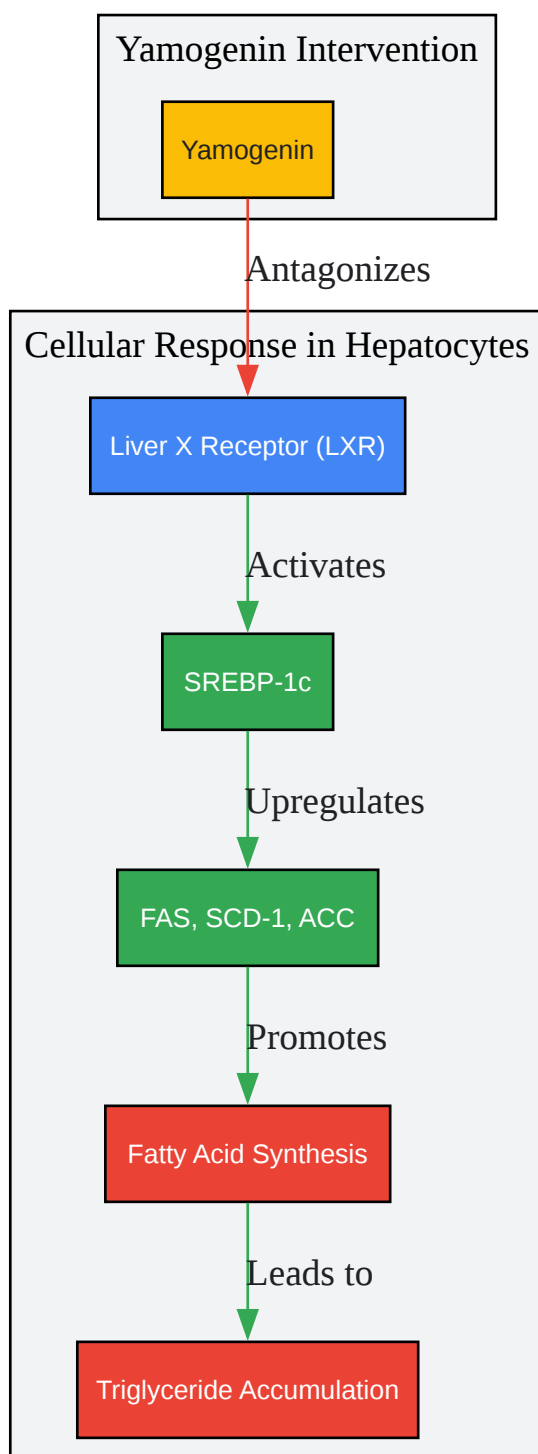 Yamogenin Intervention
Yamogenin
Antagonizes
Cellular Response in Hepatocytes
Liver X Receptor (LXR)
Activates
SREBP-1c
Upregulates
FAS, SCD-1, ACC
Promotes
Fatty Acid Synthesis
Leads to
Triglyceride Accumulation